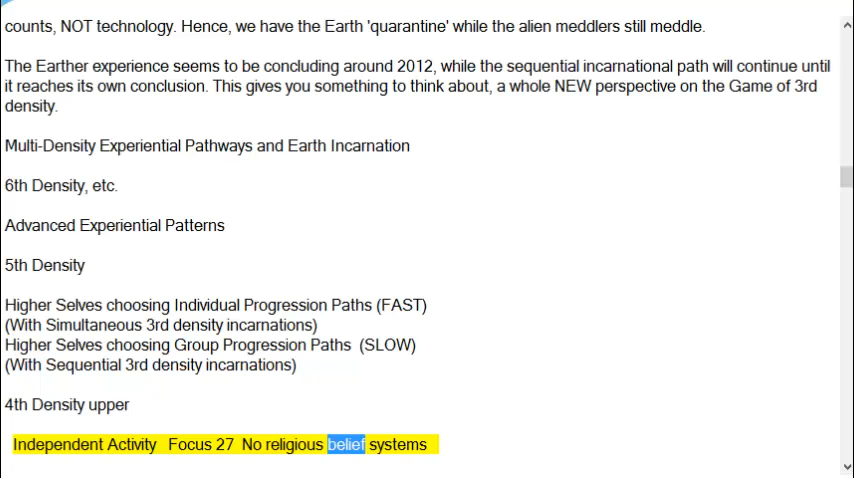 counts, NOT technology. Hence, we have the Earth 'quarantine' while the alien meddlers still meddle.
The Earther experience seems to be concluding around 2012, while the sequential incarnational path will continue until
it reaches its own conclusion. This gives you something to think about, a whole NEW perspective on the Game of 3rd
density.
Multi-Density Experiential Pathways and Earth Incarnation
6th Density, etc.
Advanced Experiential Patterns
5th Density
Higher Selves choosing Individual Progression Paths (FAST)
(With Simultaneous 3rd density incarnations)
Higher Selves choosing Group Progression Paths (SLOW)
(With Sequential 3rd density incarnations)
4th Density upper
Independent Activity Focus 27 No religious belief systems